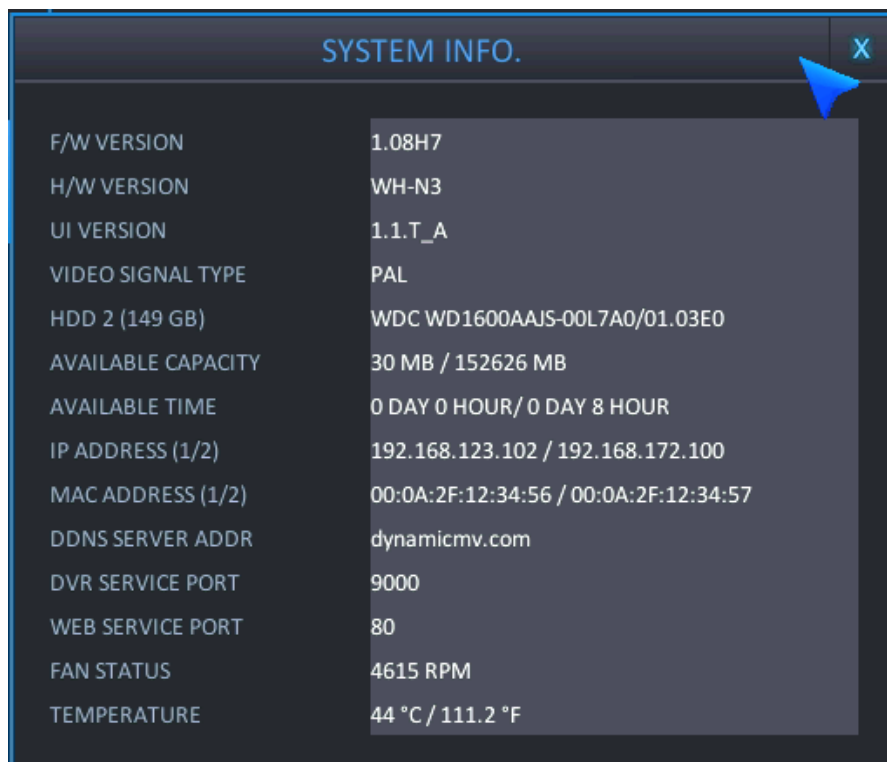 SYSTEM INFO.
X
F/W VERSION 1.08H7
H/W VERSION WH-N3
UI VERSION 1.1.T_A
VIDEO SIGNAL TYPE PAL
HDD 2 (149 GB) WDC WD1600AAJS-00L7A0/01.03E0
AVAILABLE CAPACITY 30 MB / 152626 MB
AVAILABLE TIME 0 DAY 0 HOUR/ 0 DAY 8 HOUR
IP ADDRESS (1/2) 192.168.123.102 / 192.168.172.100
MAC ADDRESS (1/2) 00:0A:2F:12:34:56 / 00:0A:2F:12:34:57
DDNS SERVER ADDR dynamicmv.com
DVR SERVICE PORT 9000
WEB SERVICE PORT 80
FAN STATUS 4615 RPM
TEMPERATURE 44 °C / 111.2 °F